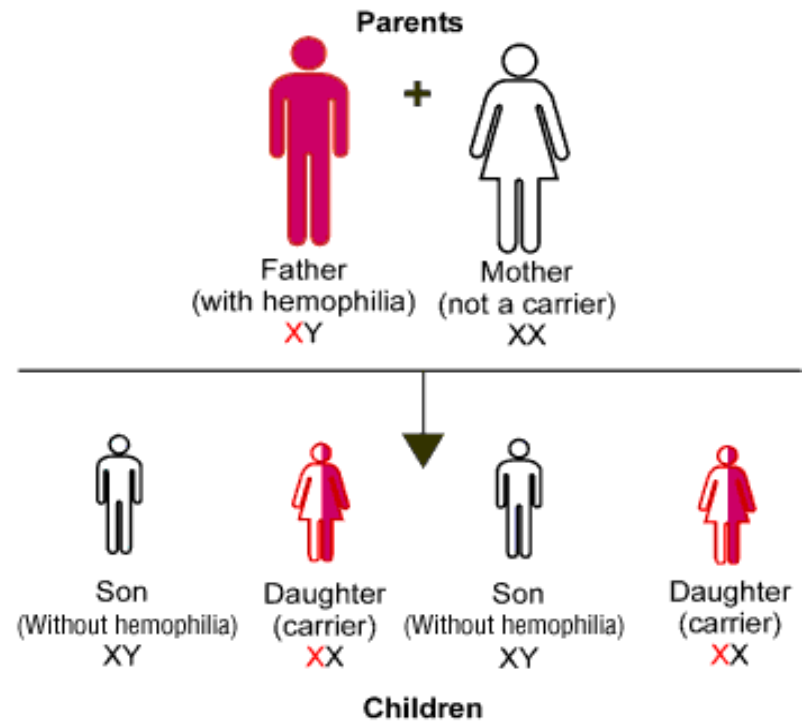 Parents
+
Father
(with hemophilia)
XY
Mother
(not a carrier)
XX
Son
(Without hemophilia)
XY
Daughter
(carrier)
XX
Son
(Without hemophilia)
XY
Daughter
(carrier)
XX
Children